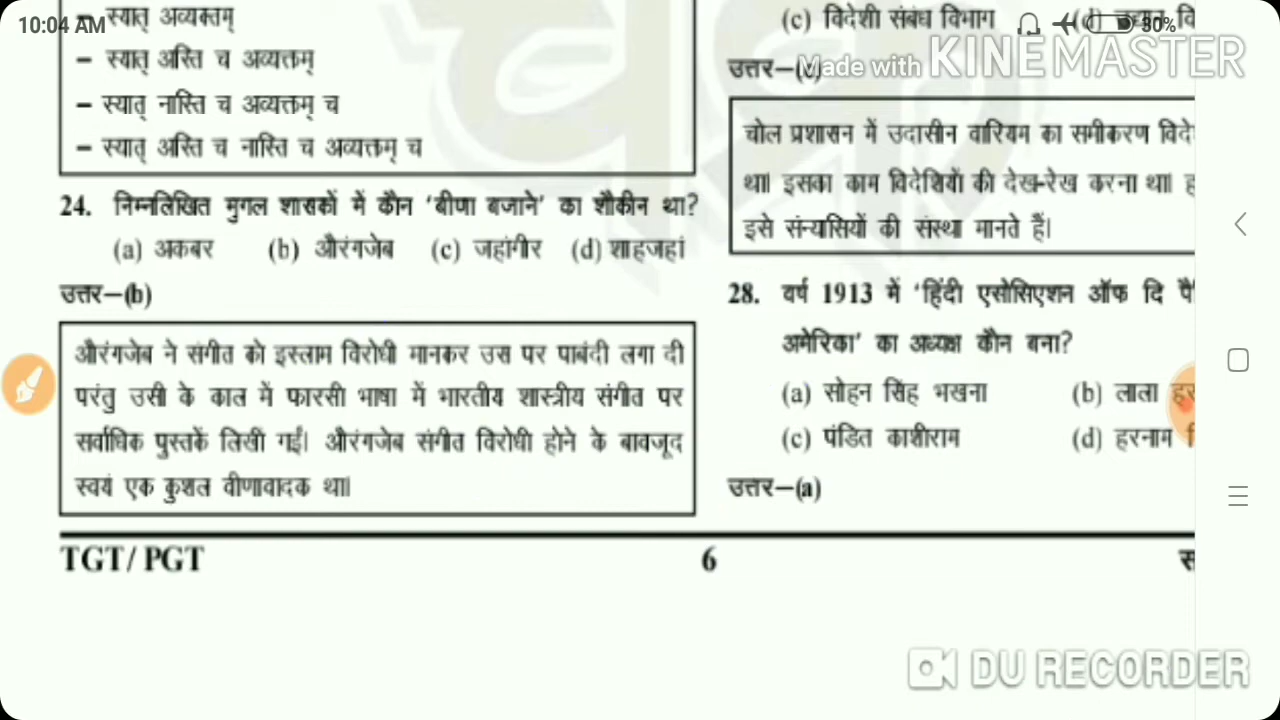 10:04 AM
30%
Made with KINEMASTER
– स्यात् अव्यक्तम्
– स्यात् अस्ति च अव्यक्तम्
– स्यात् नास्ति च अव्यक्तम् च
– स्यात् अस्ति च नास्ति च अव्यक्तम् च
24. निम्नलिखित मुगल शासकों में कौन 'बीणा बजाने' का शौकीन था?
(a) अकबर (b) औरंगजेब (c) जहांगीर (d) शाहजहां
उत्तर–(b)
औरंगजेब ने संगीत को इस्लाम विरोधी मानकर उस पर पाबंदी लगा दी
परंतु उसी के काल में फारसी भाषा में भारतीय शास्त्रीय संगीत पर
सर्वाधिक पुस्तकें लिखी गईं। औरंगजेब संगीत विरोधी होने के बावजूद
स्वयं एक कुशल वीणावादक था।
(c) विदेशी संबंध विभाग (d)
उत्तर–(c)
चोल प्रशासन में उदासीन वारियम का समीकरण विदे
था। इसका काम विदेशियों की देख-रेख करना था।
इसे संन्यासियों की संस्था मानते हैं।
28. वर्ष 1913 में 'हिंदी एसोसिएशन ऑफ दि पै
अमेरिका' का अध्यक्ष कौन बना?
(a) सोहन सिंह भखना (b) लाला हर
(c) पंडित काशीराम (d) हरनाम
उत्तर–(a)
TGT/ PGT 6 स
DU RECORDER